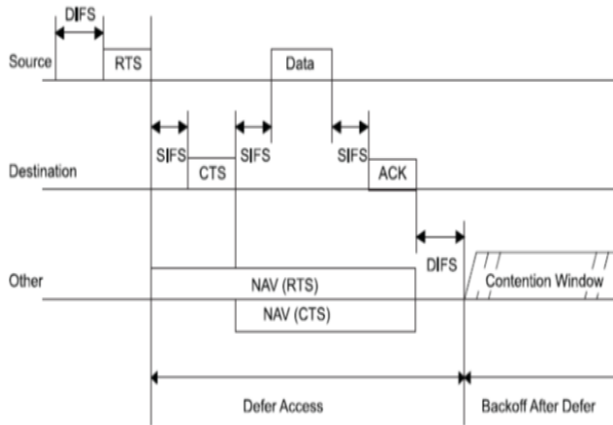 DIFS
Source
RTS
Data
SIFS
SIFS
SIFS
Destination
CTS
ACK
DIFS
Other
NAV (RTS)
Contention Window
NAV (CTS)
Defer Access
Backoff After Defer